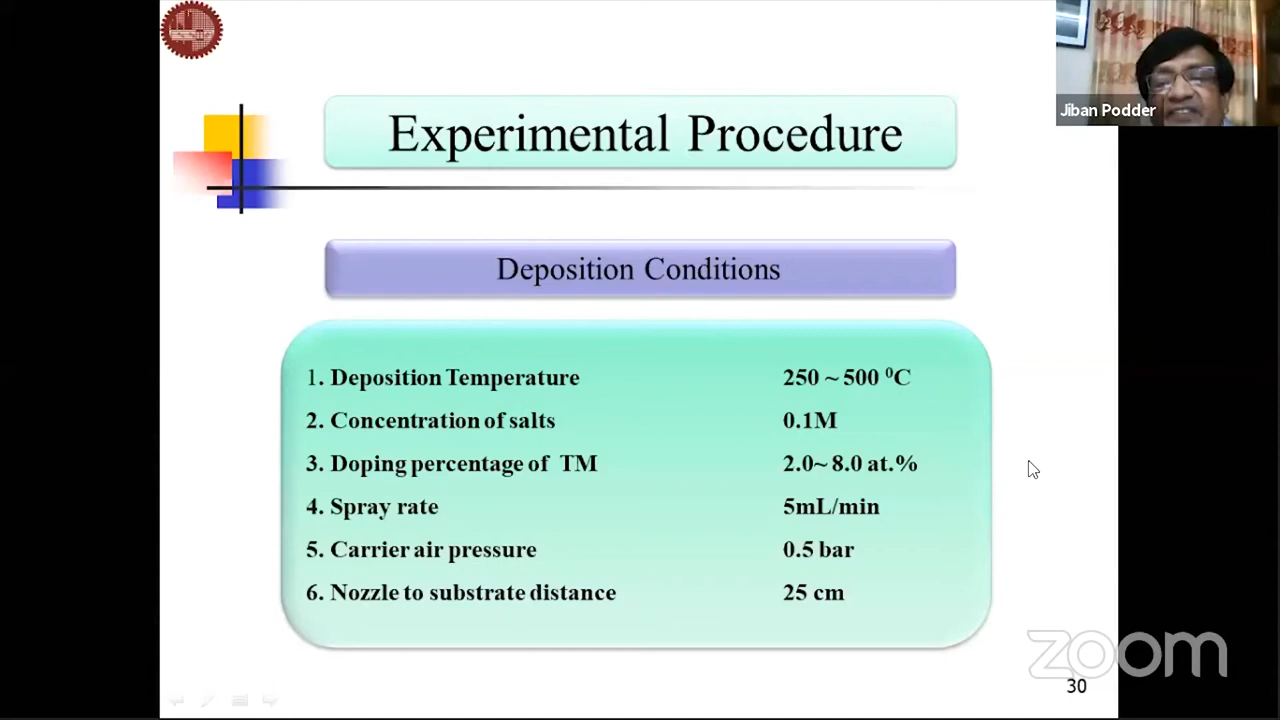 Experimental Procedure
Jiban Podder
Deposition Conditions
1. Deposition Temperature 250 ~ 500 ⁰C
2. Concentration of salts 0.1M
3. Doping percentage of TM 2.0~ 8.0 at.%
4. Spray rate 5mL/min
5. Carrier air pressure 0.5 bar
6. Nozzle to substrate distance 25 cm
zoom
30